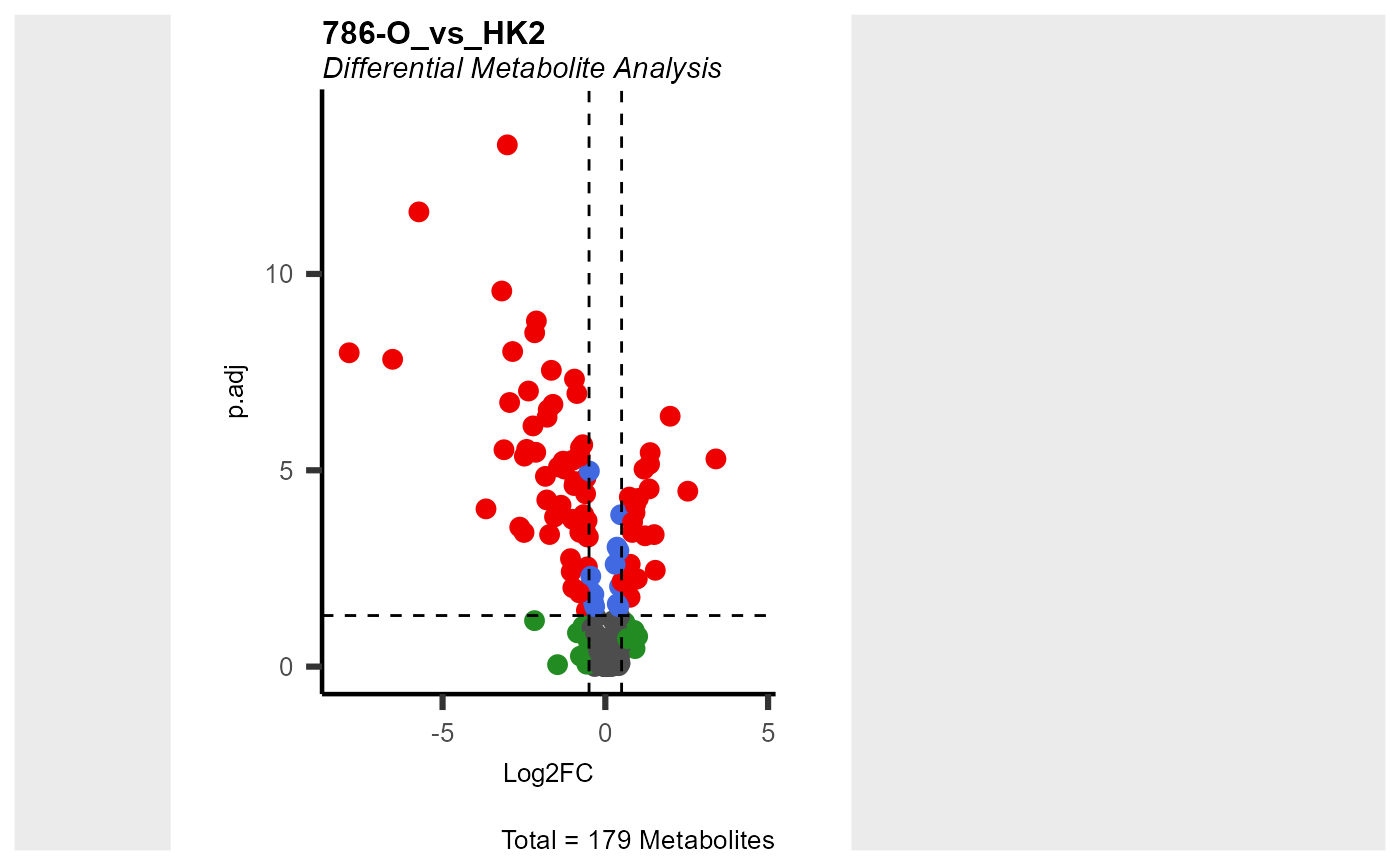 786-O_vs_HK2
Differential Metabolite Analysis
10
5
0
p.adj
-5
0
5
Log2FC
Total = 179 Metabolites